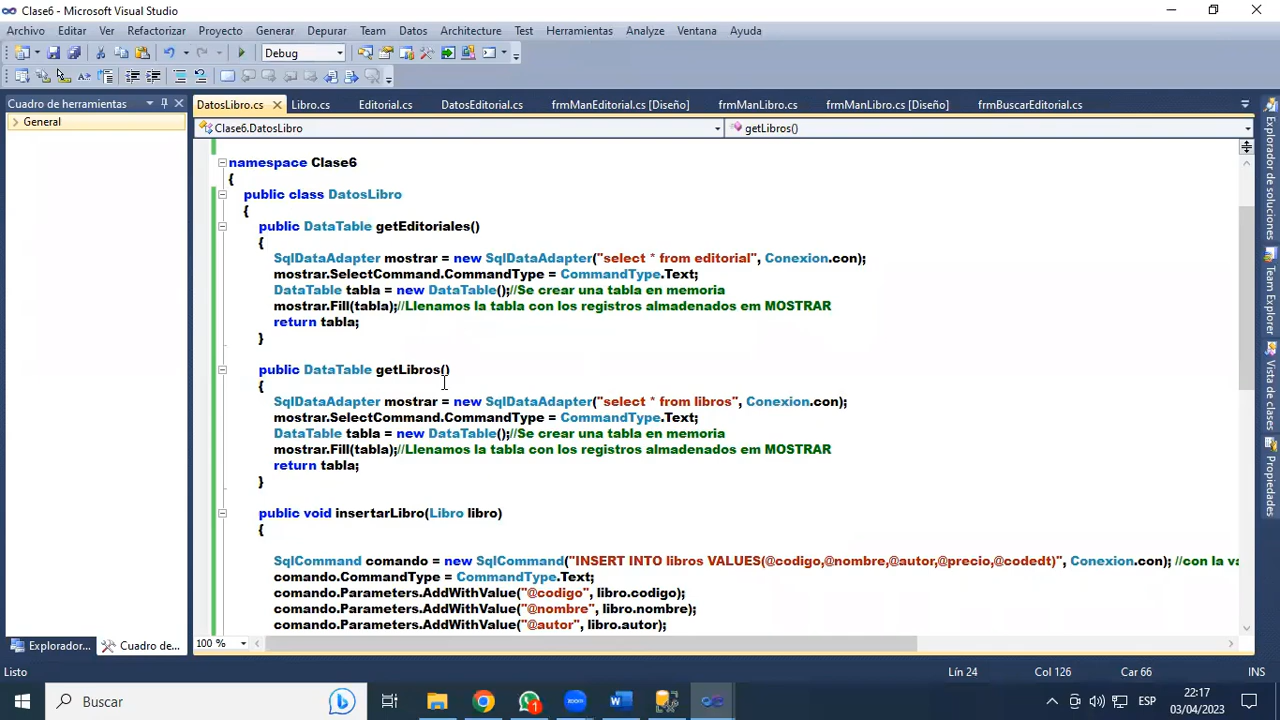 Clase6 - Microsoft Visual Studio
Archivo Editar Ver Refactorizar Proyecto Generar Depurar Team Datos Architecture Test Herramientas Analyze Ventana Ayuda
Debug
Cuadro de herramientas
General
DatosLibro.cs Libro.cs Editorial.cs DatosEditorial.cs frmManEditorial.cs [Diseño] frmManLibro.cs frmManLibro.cs [Diseño] frmBuscarEditorial.cs
Clase6.DatosLibro getLibros()
namespace Clase6
{
public class DatosLibro
{
public DataTable getEditoriales()
{
SqlDataAdapter mostrar = new SqlDataAdapter("select * from editorial", Conexion.con);
mostrar.SelectCommand.CommandType = CommandType.Text;
DataTable tabla = new DataTable();//Se crear una tabla en memoria
mostrar.Fill(tabla);//Llenamos la tabla con los registros almadenados em MOSTRAR
return tabla;
}
public DataTable getLibros()
{
SqlDataAdapter mostrar = new SqlDataAdapter("select * from libros", Conexion.con);
mostrar.SelectCommand.CommandType = CommandType.Text;
DataTable tabla = new DataTable();//Se crear una tabla en memoria
mostrar.Fill(tabla);//Llenamos la tabla con los registros almadenados em MOSTRAR
return tabla;
}
public void insertarLibro(Libro libro)
{
SqlCommand comando = new SqlCommand("INSERT INTO libros VALUES(@codigo,@nombre,@autor,@precio,@codedt)", Conexion.con); //con la va
comando.CommandType = CommandType.Text;
comando.Parameters.AddWithValue("@codigo", libro.codigo);
comando.Parameters.AddWithValue("@nombre", libro.nombre);
comando.Parameters.AddWithValue("@autor", libro.autor);
100 %
Explorador... Cuadro de...
Explorador de soluciones
Team Explorer
Vista de clases
Propiedades
Listo Lín 24 Col 126 Car 66 INS
Buscar
1
zoom
ESP
22:17
03/04/2023